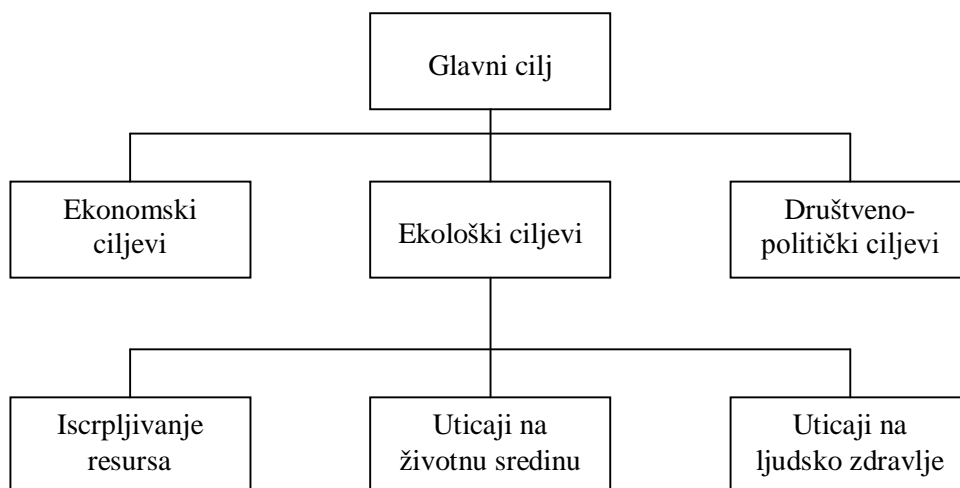 Glavni cilj
Ekonomski
ciljevi
Ekološki ciljevi
Društveno-
politički ciljevi
Iscrpljivanje
resursa
Uticaji na
životnu sredinu
Uticaji na
ljudsko zdravlje